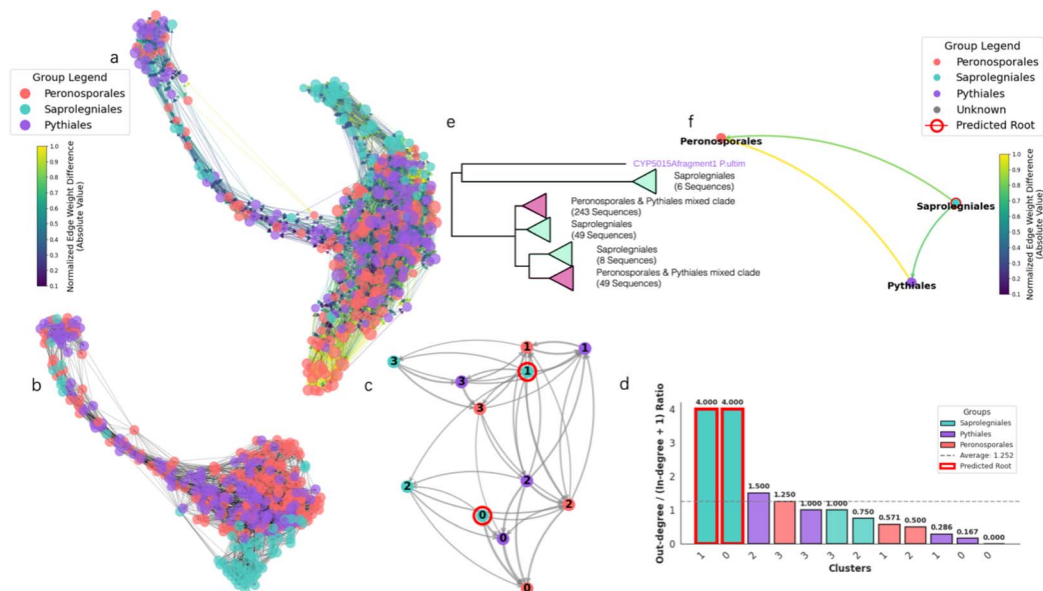 a
Group Legend
Peronosporales
Saprolegniales
Pythiales
1.0
0.9
0.8
0.7
0.6
0.5
0.4
0.3
0.2
0.1
Normalized Edge Weight Difference
(Absolute Value)
b
e
CYP5015Afragment1 P.ultim
Saprolegniales
(6 Sequences)
Peronosporales & Pythiales mixed clade
(243 Sequences)
Saprolegniales
(49 Sequences)
Saprolegniales
(8 Sequences)
Peronosporales & Pythiales mixed clade
(49 Sequences)
f
Group Legend
Peronosporales
Saprolegniales
Pythiales
Unknown
Predicted Root
Peronosporales
Saprolegniales
Pythiales
1.0
0.9
0.8
0.7
0.6
0.5
0.4
0.3
0.2
0.1
Normalized Edge Weight Difference
(Absolute Value)
c
1
1
3
1
3
3
2
2
2
0
0
0
d
Out-degree / (In-degree + 1) Ratio
4
3
2
1
0
4.000
4.000
1.500
1.250
1.000
1.000
0.750
0.571
0.500
0.286
0.167
0.000
Groups
Saprolegniales
Pythiales
Peronosporales
Average: 1.252
Predicted Root
1
0
2
3
3
3
2
1
2
1
0
0
Clusters